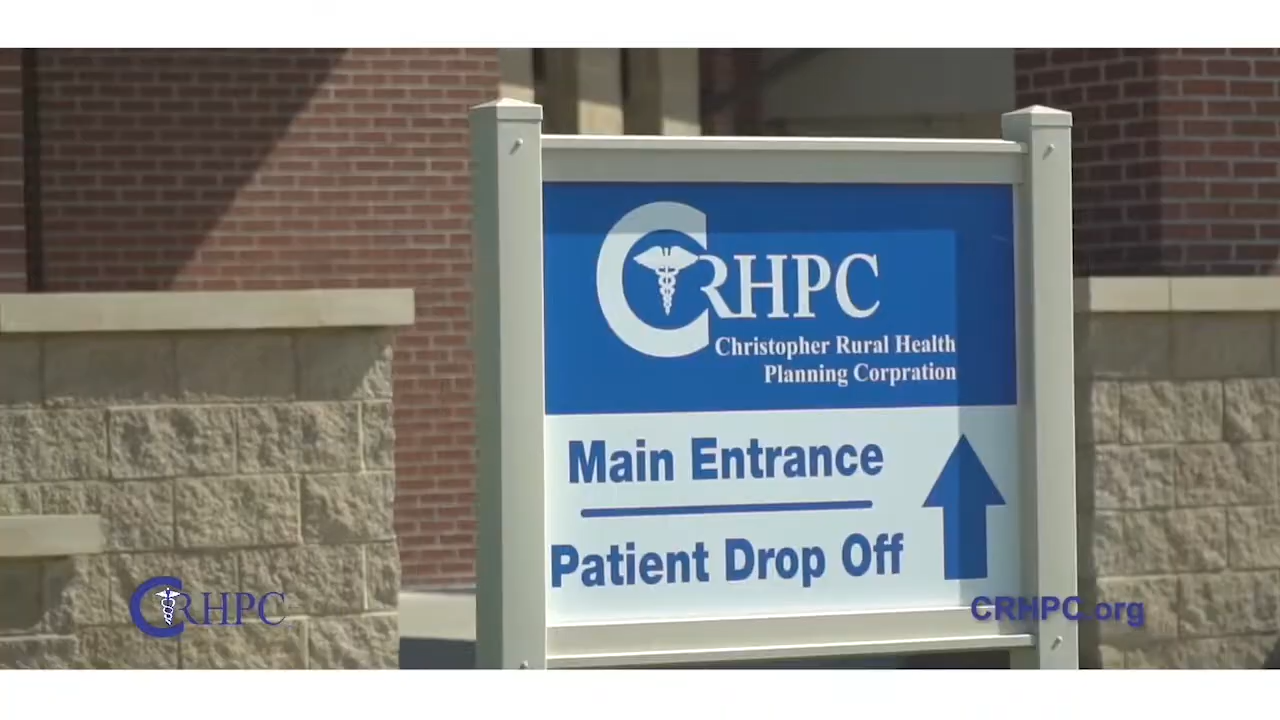 CRHPC
Christopher Rural Health
Planning Corpration
Main Entrance
Patient Drop Off
CRHPC
CRHPC.org